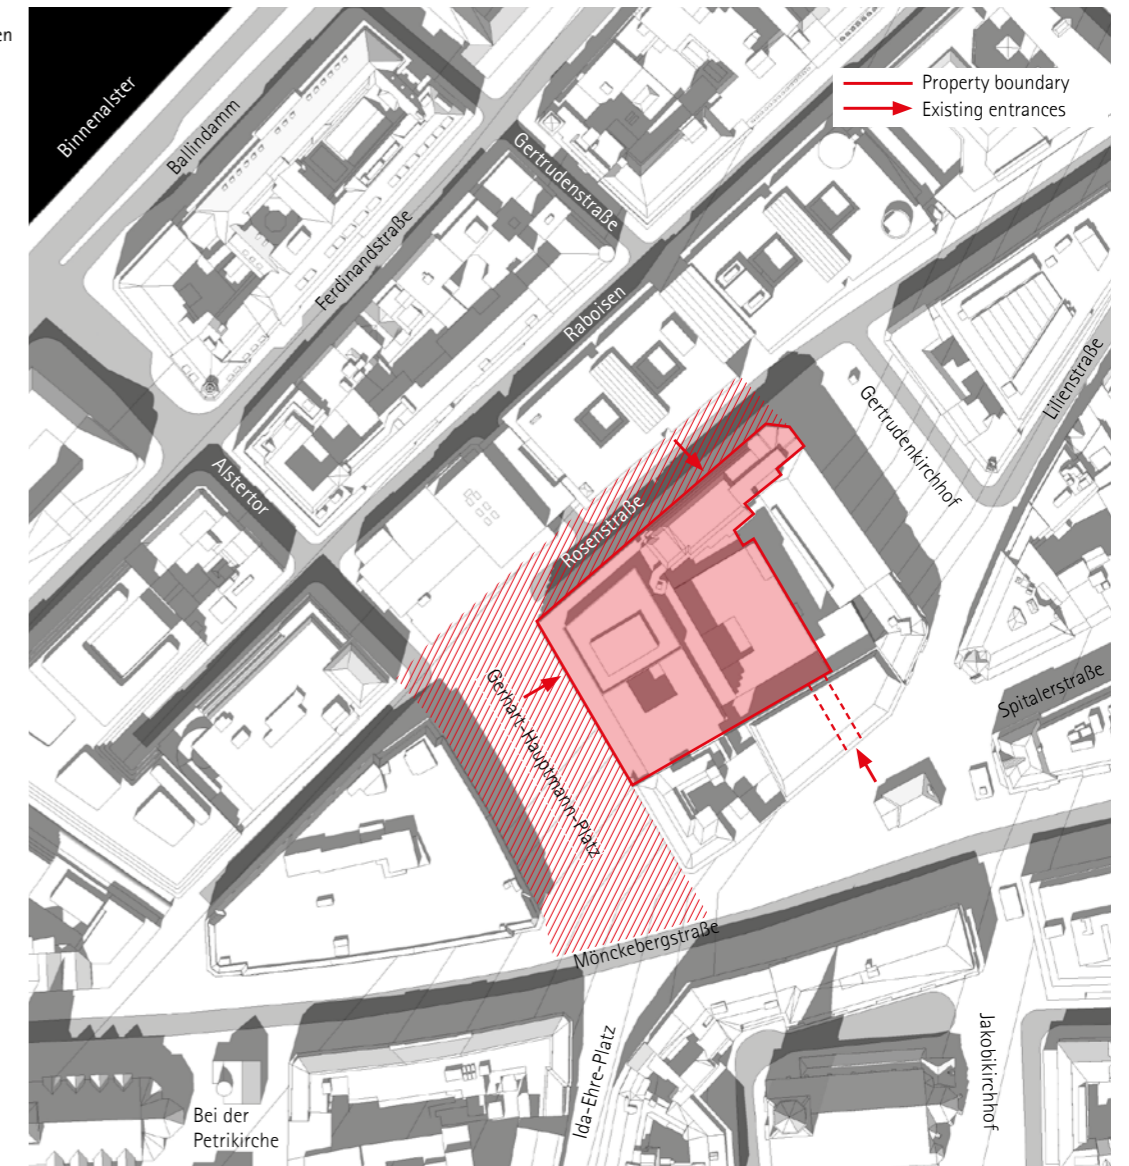 en
Property boundary
Existing entrances
Binnenalster
Ballindamm
Gertrudenstraße
Ferdinandstraße
Raboisen
Lilienstraße
Gertrudenkirchhof
Alstertor
Rosenstraße
Spitalerstraße
Gerhart-Hauptmann-Platz
Mönckebergstraße
Ida-Ehre-Platz
Jakobikirchhof
Bei der
Petrikirche